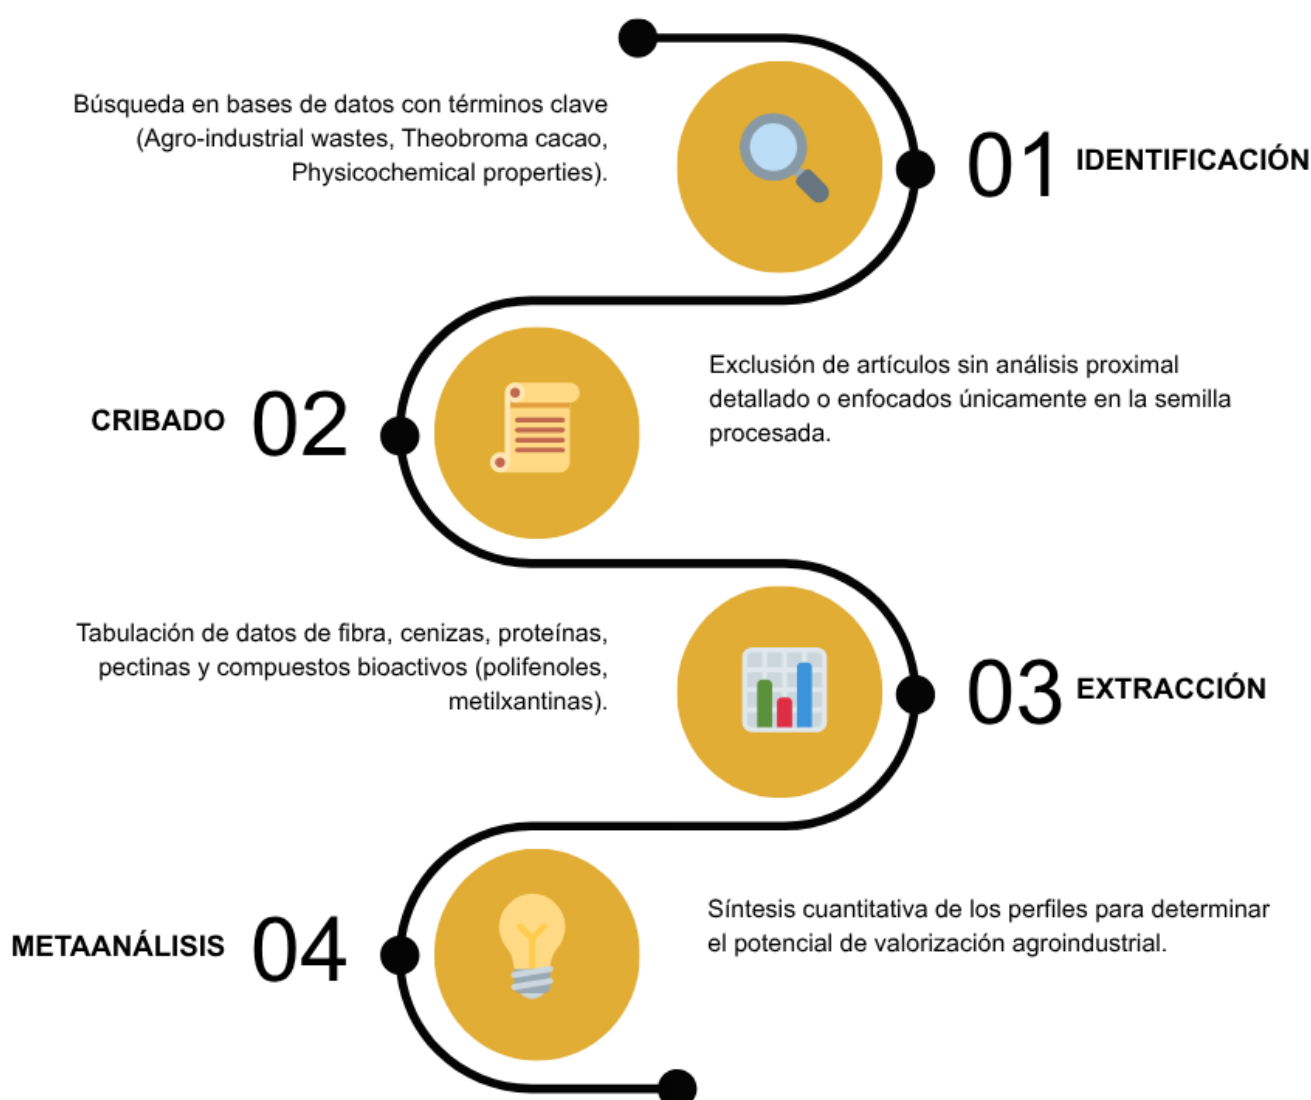 Búsqueda en bases de datos con términos clave
(Agro-industrial wastes, Theobroma cacao,
Physicochemical properties).
01 IDENTIFICACIÓN
CRIBADO 02
Exclusión de artículos sin análisis proximal
detallado o enfocados únicamente en la semilla
procesada.
Tabulación de datos de fibra, cenizas, proteínas,
pectinas y compuestos bioactivos (polifenoles,
metilxantinas).
03 EXTRACCIÓN
METAANÁLISIS 04
Síntesis cuantitativa de los perfiles para determinar
el potencial de valorización agroindustrial.